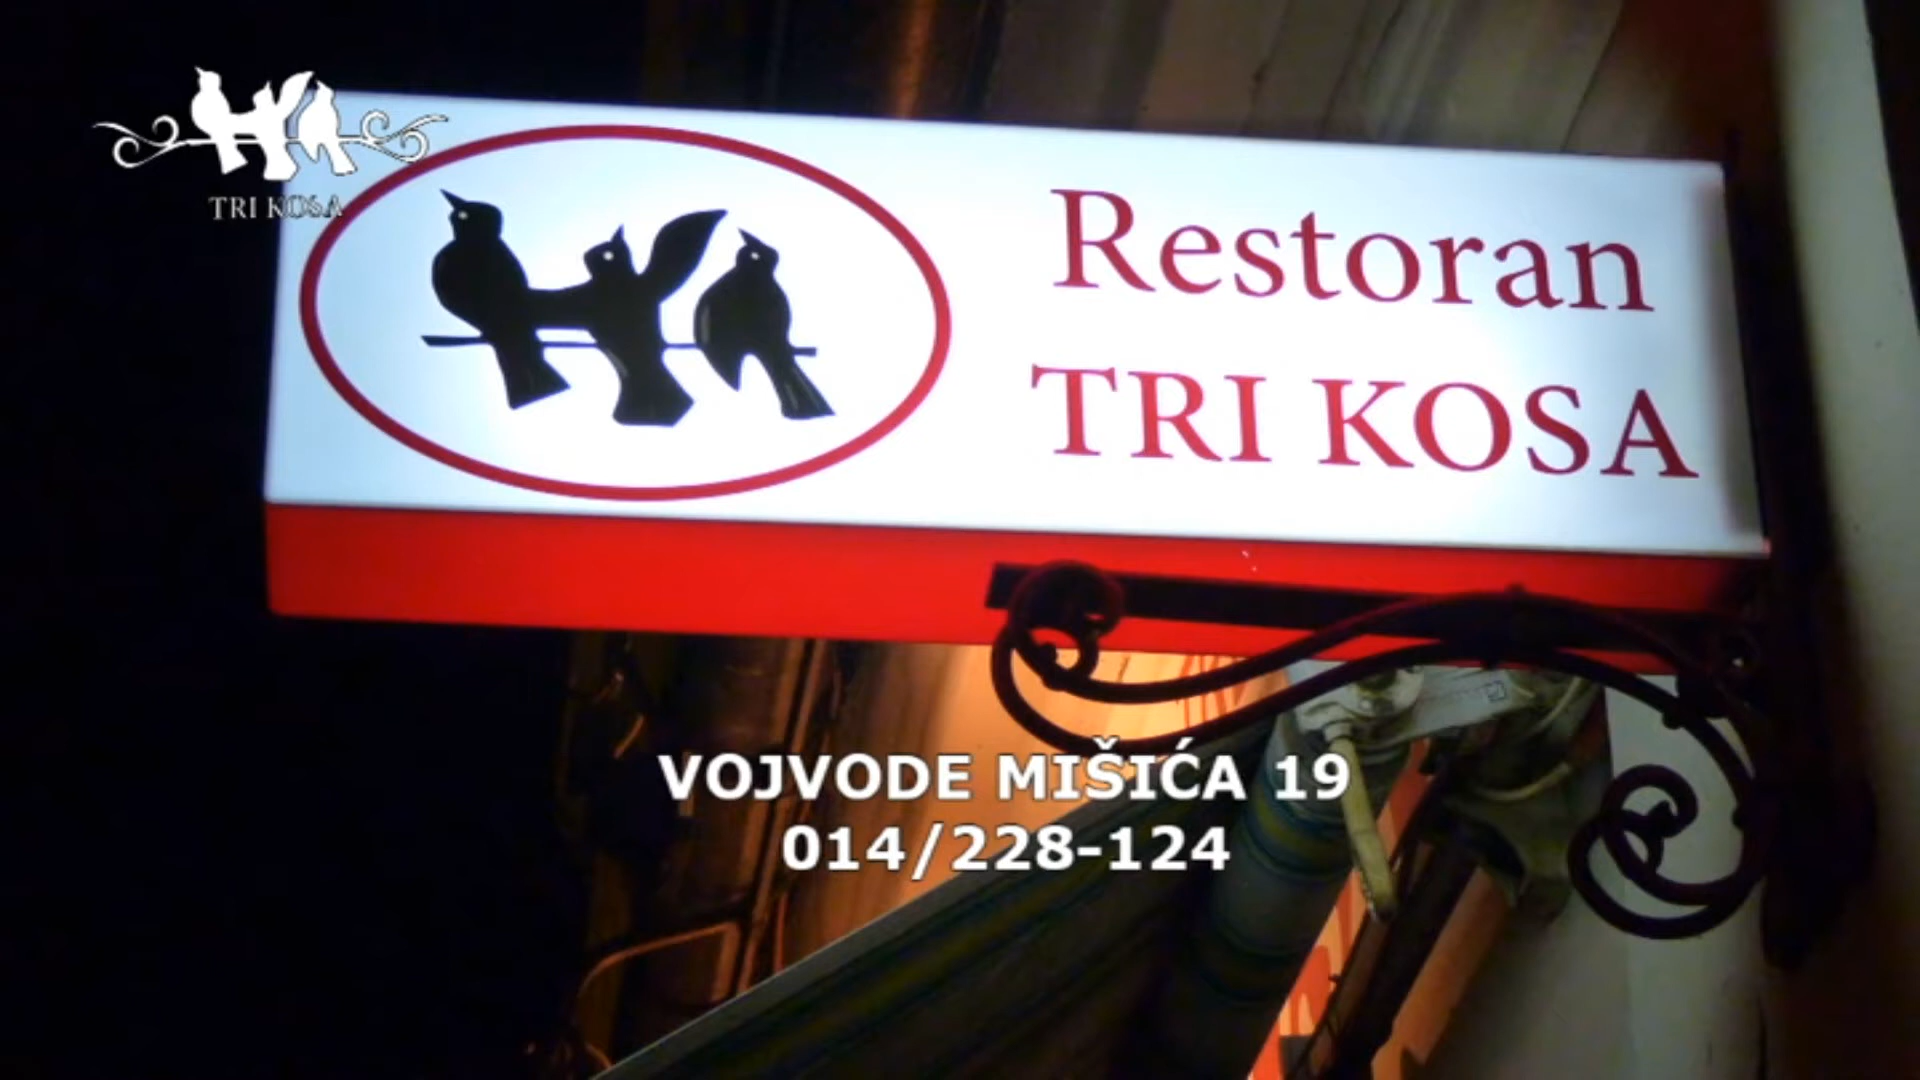 TRI KOSA
Restoran
TRI KOSA
VOJVODE MIŠIĆA 19
014/228-124